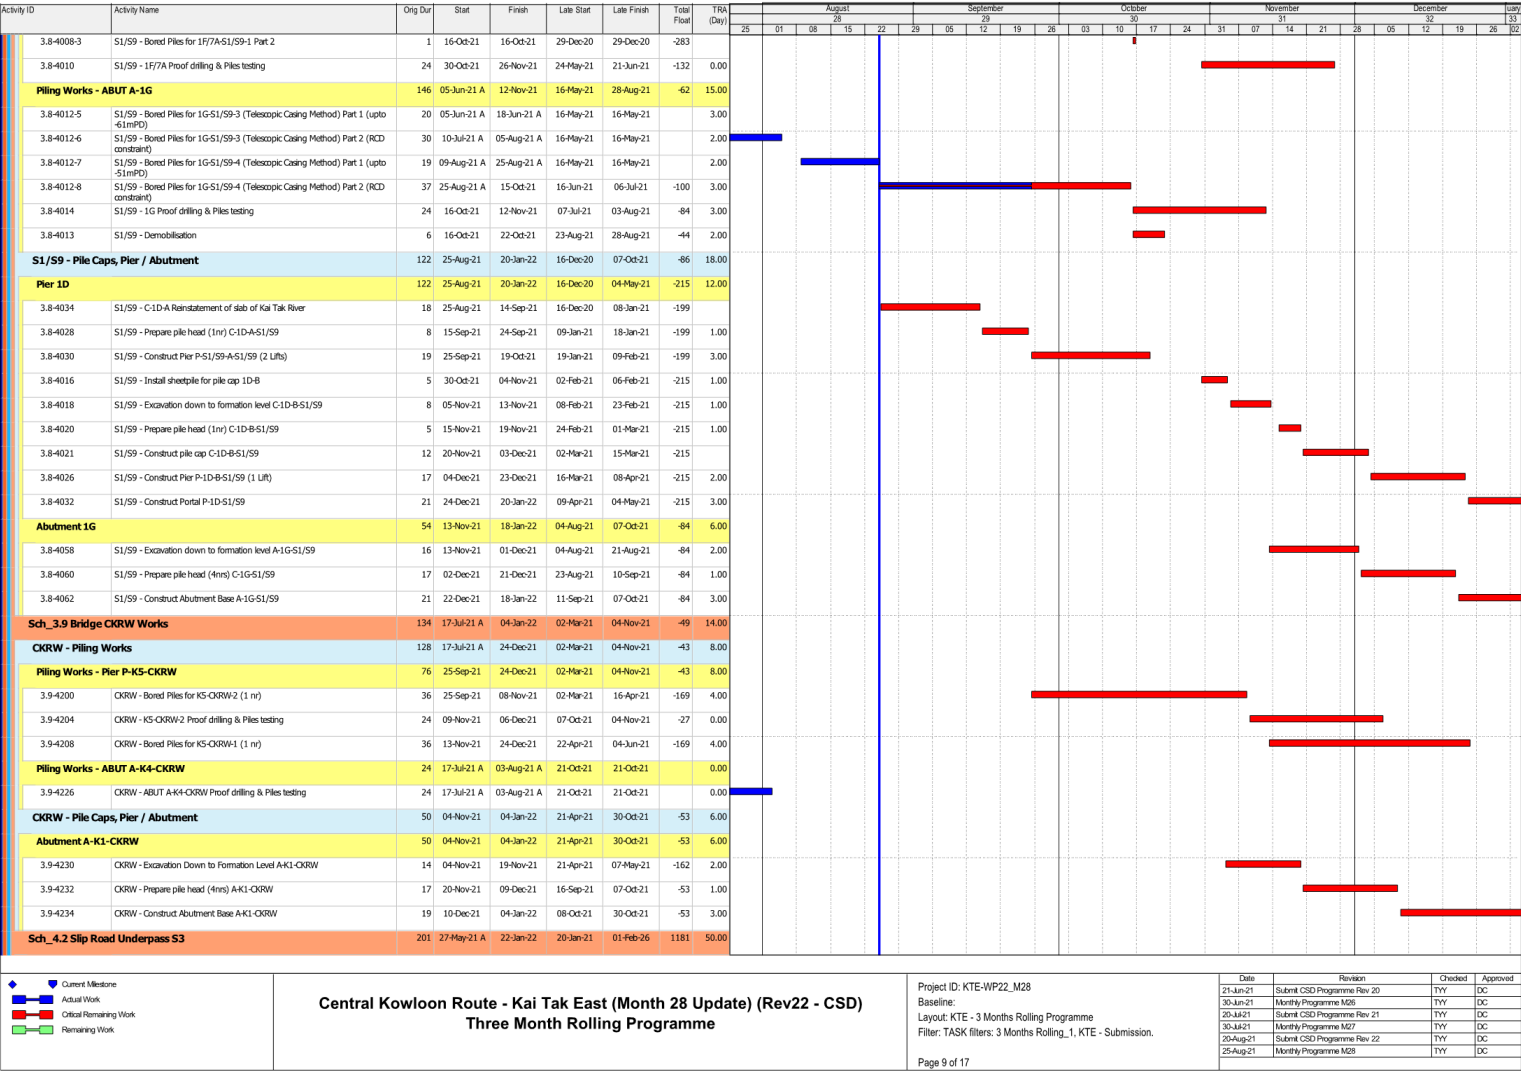 Activity ID Activity Name Orig Dur Start Finish Late Start Late Finish Total Float TRA (Day) August September October November December uary
28 29 30 31 32 33
25 01 08 15 22 29 05 12 19 26 03 10 17 24 31 07 14 21 28 05 12 19 26 02
3.8-4008-3 S1/S9 - Bored Piles for 1F/7A-S1/S9-1 Part 2 1 16-Oct-21 16-Oct-21 29-Dec-20 29-Dec-20 -283
3.8-4010 S1/S9 - 1F/7A Proof drilling & Piles testing 24 30-Oct-21 26-Nov-21 24-May-21 21-Jun-21 -132 0.00
Piling Works - ABUT A-1G 146 05-Jun-21 A 12-Nov-21 16-May-21 28-Aug-21 -62 15.00
3.8-4012-5 S1/S9 - Bored Piles for 1G-S1/S9-3 (Telescopic Casing Method) Part 1 (upto -61mPD) 20 05-Jun-21 A 18-Jun-21 A 16-May-21 16-May-21 3.00
3.8-4012-6 S1/S9 - Bored Piles for 1G-S1/S9-3 (Telescopic Casing Method) Part 2 (RCD constraint) 30 10-Jul-21 A 05-Aug-21 A 16-May-21 16-May-21 2.00
3.8-4012-7 S1/S9 - Bored Piles for 1G-S1/S9-4 (Telescopic Casing Method) Part 1 (upto -51mPD) 19 09-Aug-21 A 25-Aug-21 A 16-May-21 16-May-21 2.00
3.8-4012-8 S1/S9 - Bored Piles for 1G-S1/S9-4 (Telescopic Casing Method) Part 2 (RCD constraint) 37 25-Aug-21 A 15-Oct-21 16-Jun-21 06-Jul-21 -100 3.00
3.8-4014 S1/S9 - 1G Proof drilling & Piles testing 24 16-Oct-21 12-Nov-21 07-Jul-21 03-Aug-21 -84 3.00
3.8-4013 S1/S9 - Demobilisation 6 16-Oct-21 22-Oct-21 23-Aug-21 28-Aug-21 -44 2.00
S1/S9 - Pile Caps, Pier / Abutment 122 25-Aug-21 20-Jan-22 16-Dec-20 07-Oct-21 -86 18.00
Pier 1D 122 25-Aug-21 20-Jan-22 16-Dec-20 04-May-21 -215 12.00
3.8-4034 S1/S9 - C-1D-A Reinstatement of slab of Kai Tak River 18 25-Aug-21 14-Sep-21 16-Dec-20 08-Jan-21 -199
3.8-4028 S1/S9 - Prepare pile head (1nr) C-1D-A-S1/S9 8 15-Sep-21 24-Sep-21 09-Jan-21 18-Jan-21 -199 1.00
3.8-4030 S1/S9 - Construct Pier P-S1/S9-A-S1/S9 (2 Lifts) 19 25-Sep-21 19-Oct-21 19-Jan-21 09-Feb-21 -199 3.00
3.8-4016 S1/S9 - Install sheetpile for pile cap 1D-B 5 30-Oct-21 04-Nov-21 02-Feb-21 06-Feb-21 -215 1.00
3.8-4018 S1/S9 - Excavation down to formation level C-1D-B-S1/S9 8 05-Nov-21 13-Nov-21 08-Feb-21 23-Feb-21 -215 1.00
3.8-4020 S1/S9 - Prepare pile head (1nr) C-1D-B-S1/S9 5 15-Nov-21 19-Nov-21 24-Feb-21 01-Mar-21 -215 1.00
3.8-4021 S1/S9 - Construct pile cap C-1D-B-S1/S9 12 20-Nov-21 03-Dec-21 02-Mar-21 15-Mar-21 -215
3.8-4026 S1/S9 - Construct Pier P-1D-B-S1/S9 (1 Lift) 17 04-Dec-21 23-Dec-21 16-Mar-21 08-Apr-21 -215 2.00
3.8-4032 S1/S9 - Construct Portal P-1D-S1/S9 21 24-Dec-21 20-Jan-22 09-Apr-21 04-May-21 -215 3.00
Abutment 1G 54 13-Nov-21 18-Jan-22 04-Aug-21 07-Oct-21 -84 6.00
3.8-4058 S1/S9 - Excavation down to formation level A-1G-S1/S9 16 13-Nov-21 01-Dec-21 04-Aug-21 21-Aug-21 -84 2.00
3.8-4060 S1/S9 - Prepare pile head (4nrs) C-1G-S1/S9 17 02-Dec-21 21-Dec-21 23-Aug-21 10-Sep-21 -84 1.00
3.8-4062 S1/S9 - Construct Abutment Base A-1G-S1/S9 21 22-Dec-21 18-Jan-22 11-Sep-21 07-Oct-21 -84 3.00
Sch_3.9 Bridge CKRW Works 134 17-Jul-21 A 04-Jan-22 02-Mar-21 04-Nov-21 -49 14.00
CKRW - Piling Works 128 17-Jul-21 A 24-Dec-21 02-Mar-21 04-Nov-21 -43 8.00
Piling Works - Pier P-K5-CKRW 76 25-Sep-21 24-Dec-21 02-Mar-21 04-Nov-21 -43 8.00
3.9-4200 CKRW - Bored Piles for K5-CKRW-2 (1 nr) 36 25-Sep-21 08-Nov-21 02-Mar-21 16-Apr-21 -169 4.00
3.9-4204 CKRW - K5-CKRW-2 Proof drilling & Piles testing 24 09-Nov-21 06-Dec-21 07-Oct-21 04-Nov-21 -27 0.00
3.9-4208 CKRW - Bored Piles for K5-CKRW-1 (1 nr) 36 13-Nov-21 24-Dec-21 22-Apr-21 04-Jun-21 -169 4.00
Piling Works - ABUT A-K4-CKRW 24 17-Jul-21 A 03-Aug-21 A 21-Oct-21 21-Oct-21 0.00
3.9-4226 CKRW - ABUT A-K4-CKRW Proof drilling & Piles testing 24 17-Jul-21 A 03-Aug-21 A 21-Oct-21 21-Oct-21 0.00
CKRW - Pile Caps, Pier / Abutment 50 04-Nov-21 04-Jan-22 21-Apr-21 30-Oct-21 -53 6.00
Abutment A-K1-CKRW 50 04-Nov-21 04-Jan-22 21-Apr-21 30-Oct-21 -53 6.00
3.9-4230 CKRW - Excavation Down to Formation Level A-K1-CKRW 14 04-Nov-21 19-Nov-21 21-Apr-21 07-May-21 -162 2.00
3.9-4232 CKRW - Prepare pile head (4nrs) A-K1-CKRW 17 20-Nov-21 09-Dec-21 16-Sep-21 07-Oct-21 -53 1.00
3.9-4234 CKRW - Construct Abutment Base A-K1-CKRW 19 10-Dec-21 04-Jan-22 08-Oct-21 30-Oct-21 -53 3.00
Sch_4.2 Slip Road Underpass S3 201 27-May-21 A 22-Jan-22 20-Jan-21 01-Feb-26 1181 50.00
Current Milestone
Actual Work
Critical Remaining Work
Remaining Work
Central Kowloon Route - Kai Tak East (Month 28 Update) (Rev22 - CSD)
Three Month Rolling Programme
Project ID: KTE-WP22_M28
Baseline:
Layout: KTE - 3 Months Rolling Programme
Filter: TASK filters: 3 Months Rolling_1, KTE - Submission.
Page 9 of 17
Date Revision Checked Approved
21-Jun-21 Submit CSD Programme Rev 20 TYY DC
30-Jun-21 Monthly Programme M26 TYY DC
20-Jul-21 Submit CSD Programme Rev 21 TYY DC
30-Jul-21 Monthly Programme M27 TYY DC
20-Aug-21 Submit CSD Programme Rev 22 TYY DC
25-Aug-21 Monthly Programme M28 TYY DC